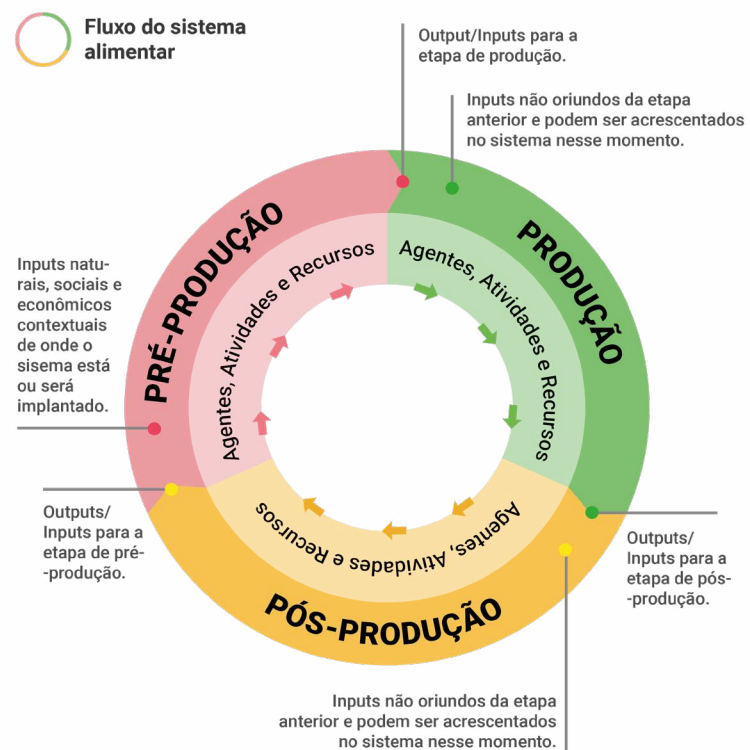 Fluxo do sistema
alimentar
Output/Inputs para a
etapa de produção.
Inputs não oriundos da etapa
anterior e podem ser acrescentados
no sistema nesse momento.
PRÉ-PRODUÇÃO
Agentes, Atividades e Recursos
PRODUÇÃO
Agentes, Atividades e Recursos
Inputs natu-
rais, sociais e
econômicos
contextuais
de onde o
sisema está
ou será
implantado.
Outputs/
Inputs para a
etapa de pré-
-produção.
Agentes, Atividades e Recursos
PÓS-PRODUÇÃO
Outputs/
Inputs para a
etapa de pós-
-produção.
Inputs não oriundos da etapa
anterior e podem ser acrescentados
no sistema nesse momento.